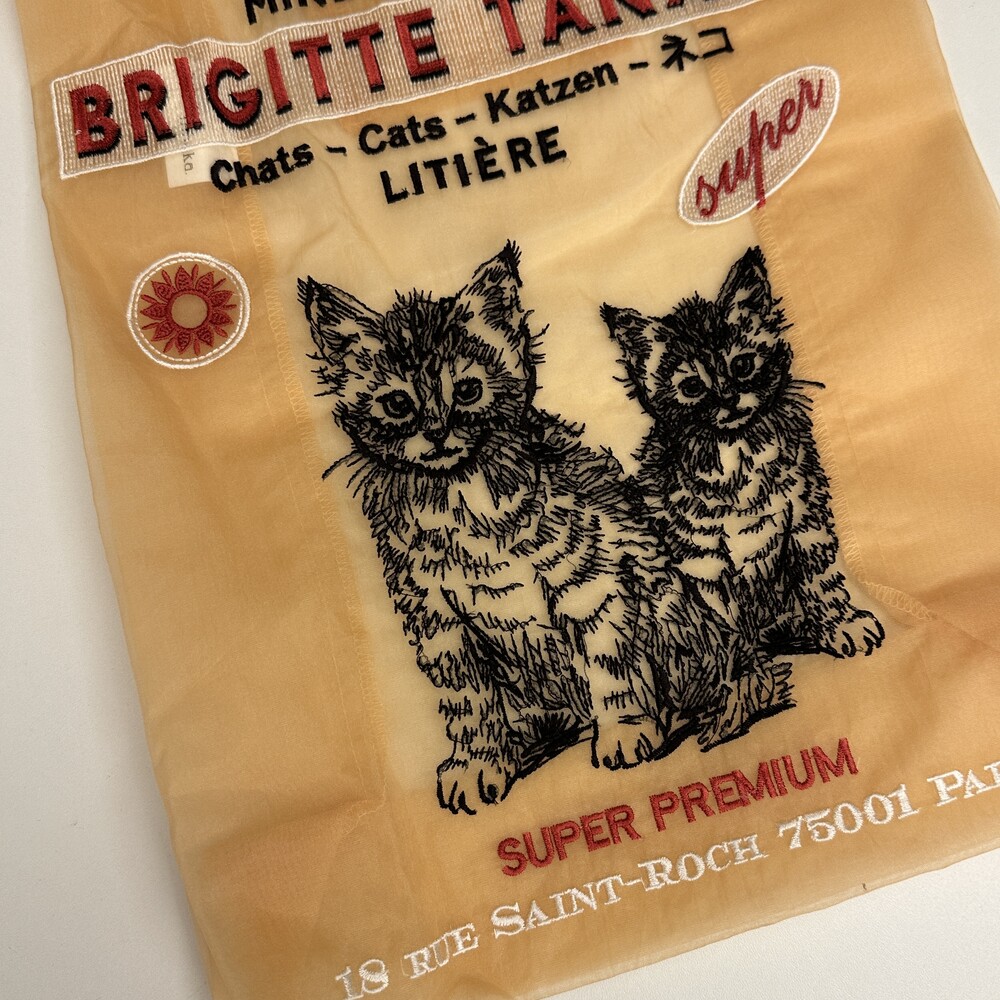 BRIGITTE
Chats - Cats - Katzen - ネコ
LITIÈRE
super
SUPER PREMIUM
18 RUE SAINT-ROCH 75001